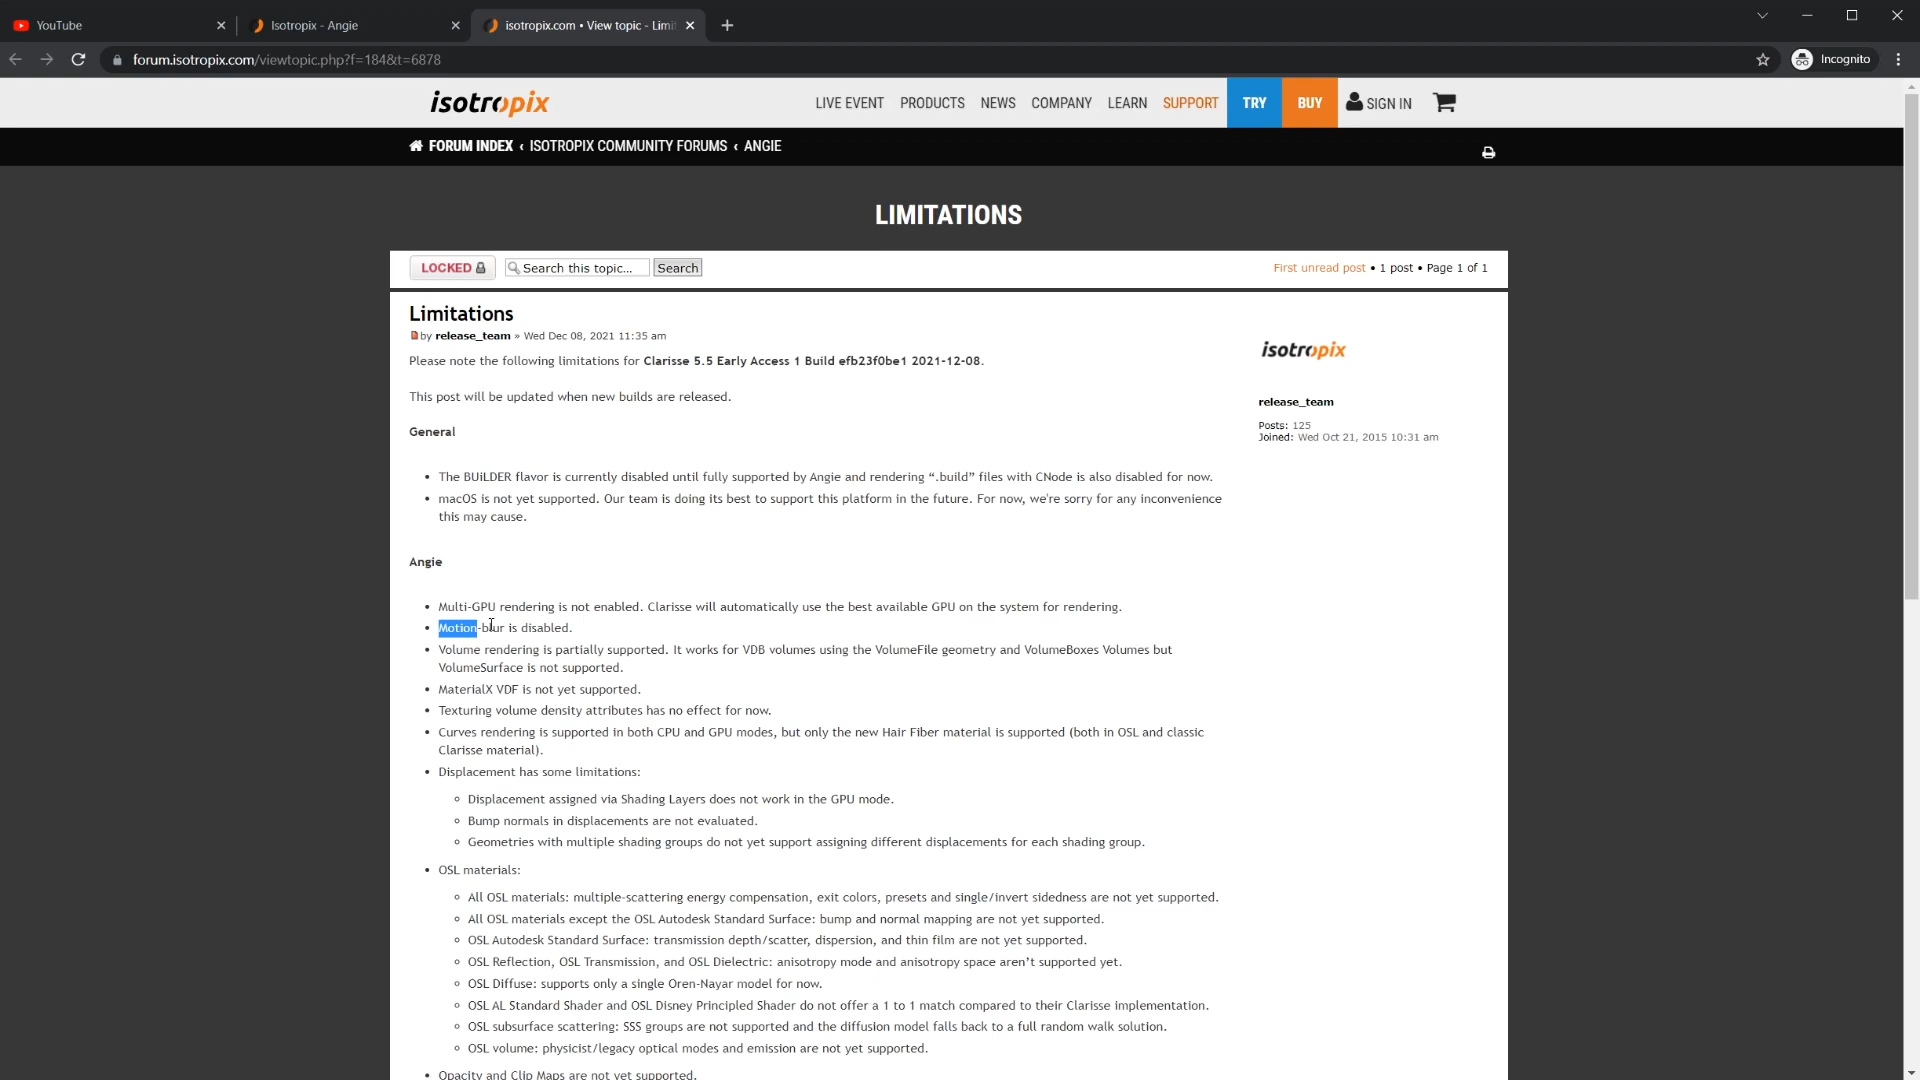 YouTube
Isotropix - Angie
isotropix.com • View topic - Limi
forum.isotropix.com/viewtopic.php?f=184&t=6878
Incognito
isotropix
LIVE EVENT PRODUCTS NEWS COMPANY LEARN SUPPORT TRY BUY SIGN IN
FORUM INDEX ‹ ISOTROPIX COMMUNITY FORUMS ‹ ANGIE
LIMITATIONS
LOCKED Search this topic... Search First unread post • 1 post • Page 1 of 1
Limitations
by release_team » Wed Dec 08, 2021 11:35 am
Please note the following limitations for Clarisse 5.5 Early Access 1 Build efb23f0be1 2021-12-08.
This post will be updated when new builds are released.
General
• The BUiLDER flavor is currently disabled until fully supported by Angie and rendering “.build” files with CNode is also disabled for now.
• macOS is not yet supported. Our team is doing its best to support this platform in the future. For now, we're sorry for any inconvenience
this may cause.
Angie
• Multi-GPU rendering is not enabled. Clarisse will automatically use the best available GPU on the system for rendering.
• Motion-blur is disabled.
• Volume rendering is partially supported. It works for VDB volumes using the VolumeFile geometry and VolumeBoxes Volumes but
VolumeSurface is not supported.
• MaterialX VDF is not yet supported.
• Texturing volume density attributes has no effect for now.
• Curves rendering is supported in both CPU and GPU modes, but only the new Hair Fiber material is supported (both in OSL and classic
Clarisse material).
• Displacement has some limitations:
◦ Displacement assigned via Shading Layers does not work in the GPU mode.
◦ Bump normals in displacements are not evaluated.
◦ Geometries with multiple shading groups do not yet support assigning different displacements for each shading group.
• OSL materials:
◦ All OSL materials: multiple-scattering energy compensation, exit colors, presets and single/invert sidedness are not yet supported.
◦ All OSL materials except the OSL Autodesk Standard Surface: bump and normal mapping are not yet supported.
◦ OSL Autodesk Standard Surface: transmission depth/scatter, dispersion, and thin film are not yet supported.
◦ OSL Reflection, OSL Transmission, and OSL Dielectric: anisotropy mode and anisotropy space aren’t supported yet.
◦ OSL Diffuse: supports only a single Oren-Nayar model for now.
◦ OSL AL Standard Shader and OSL Disney Principled Shader do not offer a 1 to 1 match compared to their Clarisse implementation.
◦ OSL subsurface scattering: SSS groups are not supported and the diffusion model falls back to a full random walk solution.
◦ OSL volume: physicist/legacy optical modes and emission are not yet supported.
• Opacity and Clip Maps are not yet supported.
isotropix
release_team
Posts: 125
Joined: Wed Oct 21, 2015 10:31 am